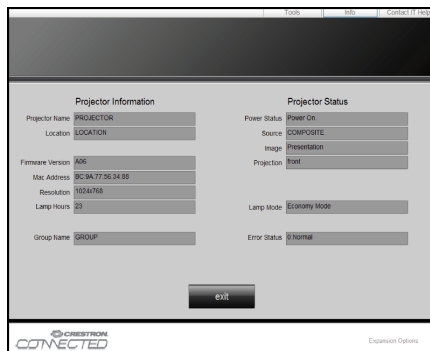 Tools Info Contact IT Help
Projector Information
Projector Name PROJECTOR
Location LOCATION
Firmware Version A06
Mac Address BC:9A:77:56:34:88
Resolution 1024x768
Lamp Hours 23
Group Name GROUP
Projector Status
Power Status Power On
Source COMPOSITE
Image Presentation
Projection front
Lamp Mode Economy Mode
Error Status 0:Normal
exit
CRESTRON
CONNECTED
Expansion Options